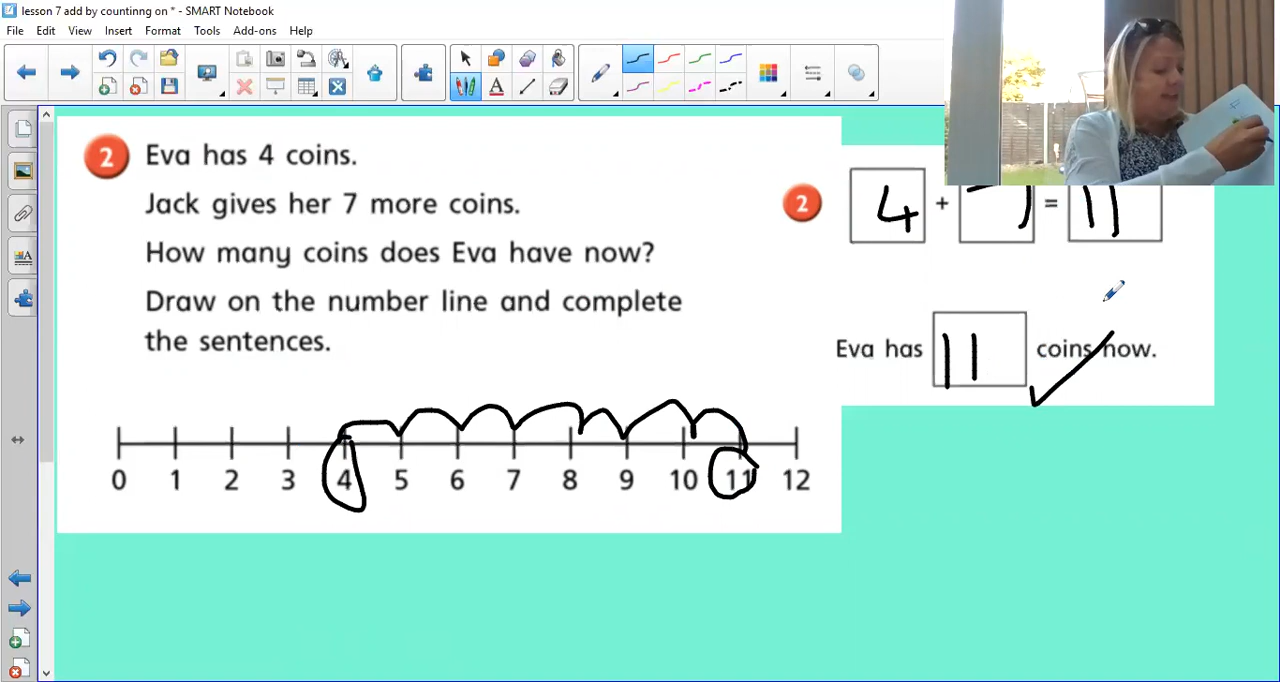 lesson 7 add by countinng on * - SMART Notebook
File Edit View Insert Format Tools Add-ons Help
2 Eva has 4 coins.
Jack gives her 7 more coins.
How many coins does Eva have now?
Draw on the number line and complete
the sentences.
0 1 2 3 4 5 6 7 8 9 10 11 12
2 4 + 7 = 11
Eva has 11 coins now.